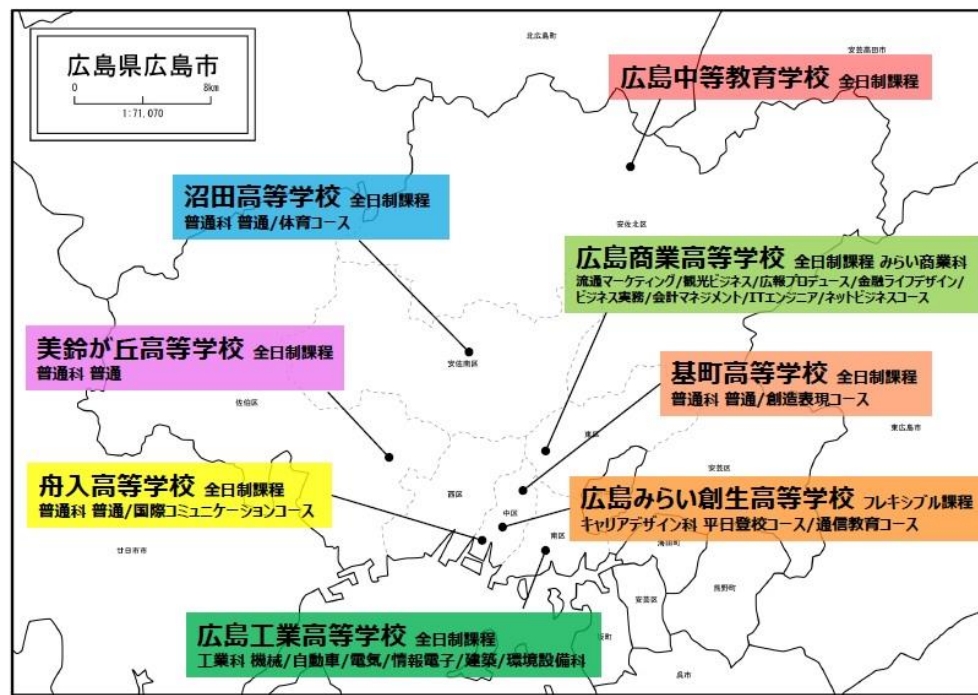 広島県広島市
0 8km
1:71,070
北広島町
安芸高田市
広島中等教育学校 全日制課程
沼田高等学校 全日制課程
普通科 普通/体育コース
安佐北区
広島商業高等学校 全日制課程 みらい商業科
流通マーケティング/観光ビジネス/広報プロデュース/金融ライフデザイン/
ビジネス実務/会計マネジメント/ITエンジニア/ネットビジネスコース
美鈴が丘高等学校 全日制課程
普通科 普通
安佐南区
基町高等学校 全日制課程
普通科 普通/創造表現コース
佐伯区
東区
東広島市
安芸区
舟入高等学校 全日制課程
普通科 普通/国際コミュニケーションコース
西区
中区
広島みらい創生高等学校 フレキシブル課程
キャリアデザイン科 平日登校コース/通信教育コース
南区
海田町
廿日市市
安芸区
熊野町
広島工業高等学校 全日制課程
工業科 機械/自動車/電気/情報電子/建築/環境設備科
呉市